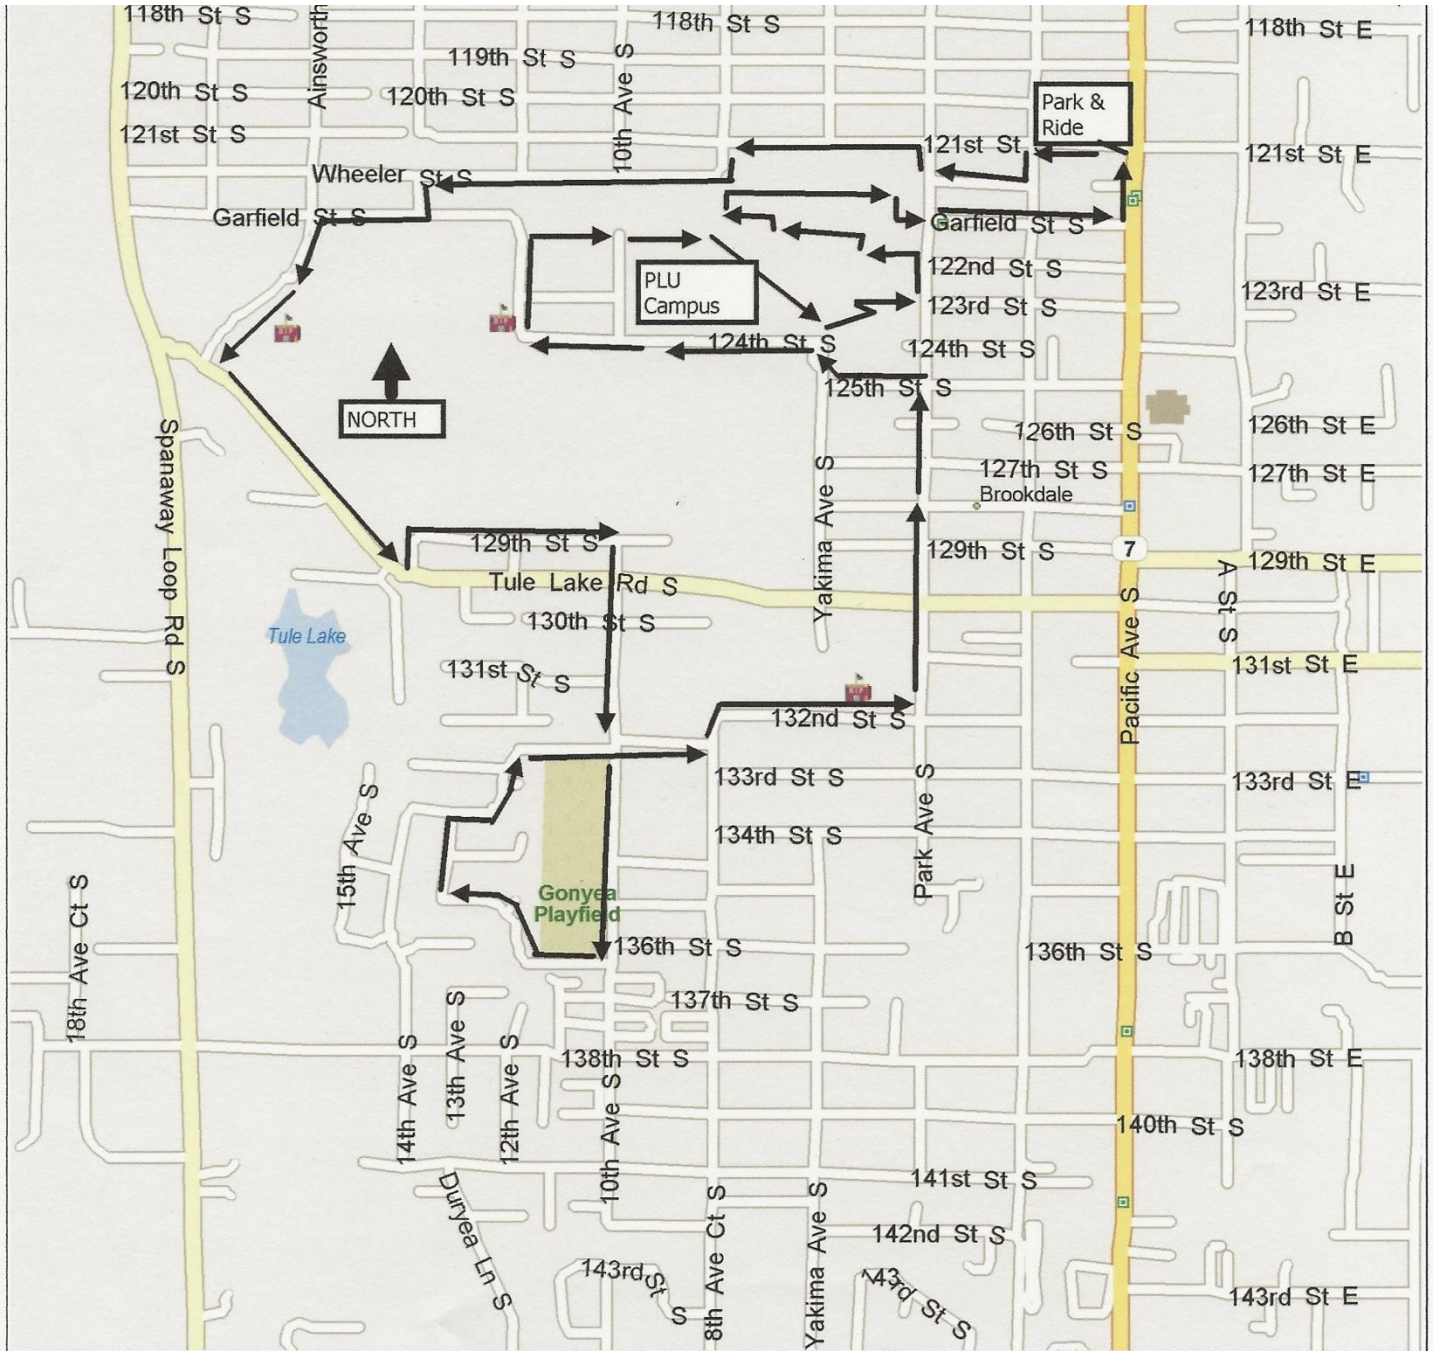 118th St S
118th St S
118th St E
Ainsworth
119th St S
10th Ave S
120th St S
120th St S
Park &
Ride
121st St S
121st St
121st St E
Wheeler St S
Garfield St S
Garfield St S
PLU
Campus
122nd St S
123rd St S
123rd St E
124th St S
124th St S
125th St S
NORTH
126th St S
126th St E
127th St S
127th St E
Brookdale
Spanaway Loop Rd S
Yakima Ave S
129th St S
129th St S
7
129th St E
Tule Lake Rd S
A St S
130th St S
Tule Lake
Pacific Ave S
131st St S
131st St E
132nd St S
133rd St S
133rd St E
15th Ave S
Park Ave S
134th St S
18th Ave Ct S
Gonyea
Playfield
B St E
136th St S
136th St S
137th St S
14th Ave S
13th Ave S
12th Ave S
138th St S
138th St E
10th Ave S
140th St S
Duryea Ln S
141st St S
8th Ave Ct S
Yakima Ave S
142nd St S
143rd St S
143rd St S
143rd St E